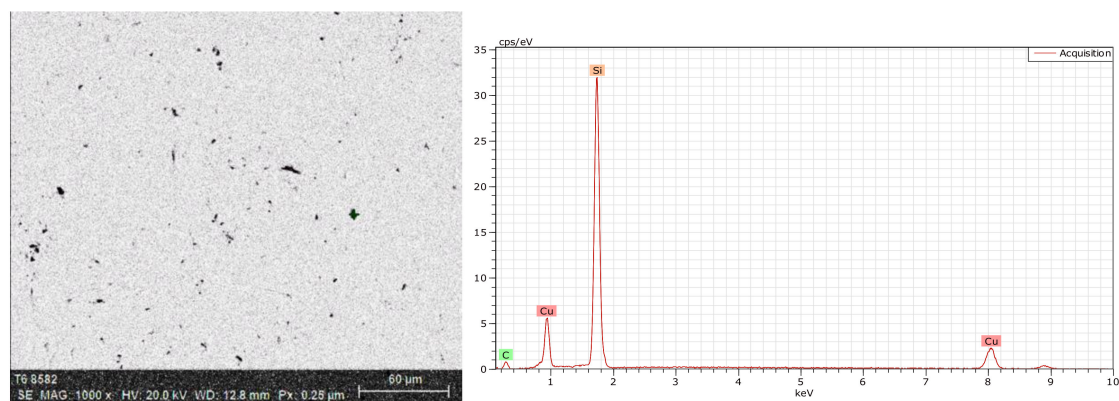 T6 8582
60 µm
SE MAG: 1000 x HV: 20.0 kV WD: 12.8 mm Px: 0.25 µm
cps/eV
Acquisition
35
30
25
20
15
10
5
0
Si
Cu
C
Cu
1 2 3 4 5 6 7 8 9 10
keV